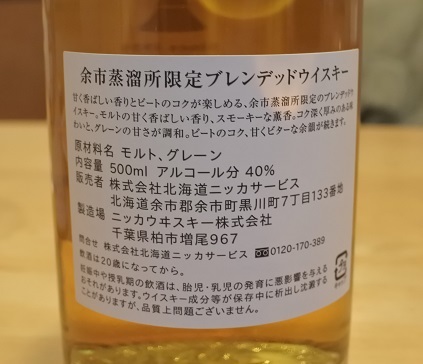 余市蒸溜所限定ブレンデッドウイスキー
甘く香ばしい香りとピートのコクが楽しめる、余市蒸溜所限定のブレンデッドウ
イスキー。モルトの甘く香ばしい香り、スモーキーな薫香。コク深く厚みのある味
わいと、グレーンの甘さが調和。ピートのコク、甘くビターな余韻が続きます。
原材料名 モルト、グレーン
内容量 500ml アルコール分 40%
販売者 株式会社北海道ニッカサービス
北海道余市郡余市町黒川町7丁目133番地
製造場 ニッカウヰスキー株式会社
千葉県柏市増尾967
問合せ 株式会社北海道ニッカサービス 0120-170-389
飲酒は20歳になってから。
妊娠中や授乳期の飲酒は、胎児・乳児の発育に悪影響を与える
おそれがあります。ウイスキー成分等が保存中に析出し沈澱する
ことがありますが、品質上問題ございません。